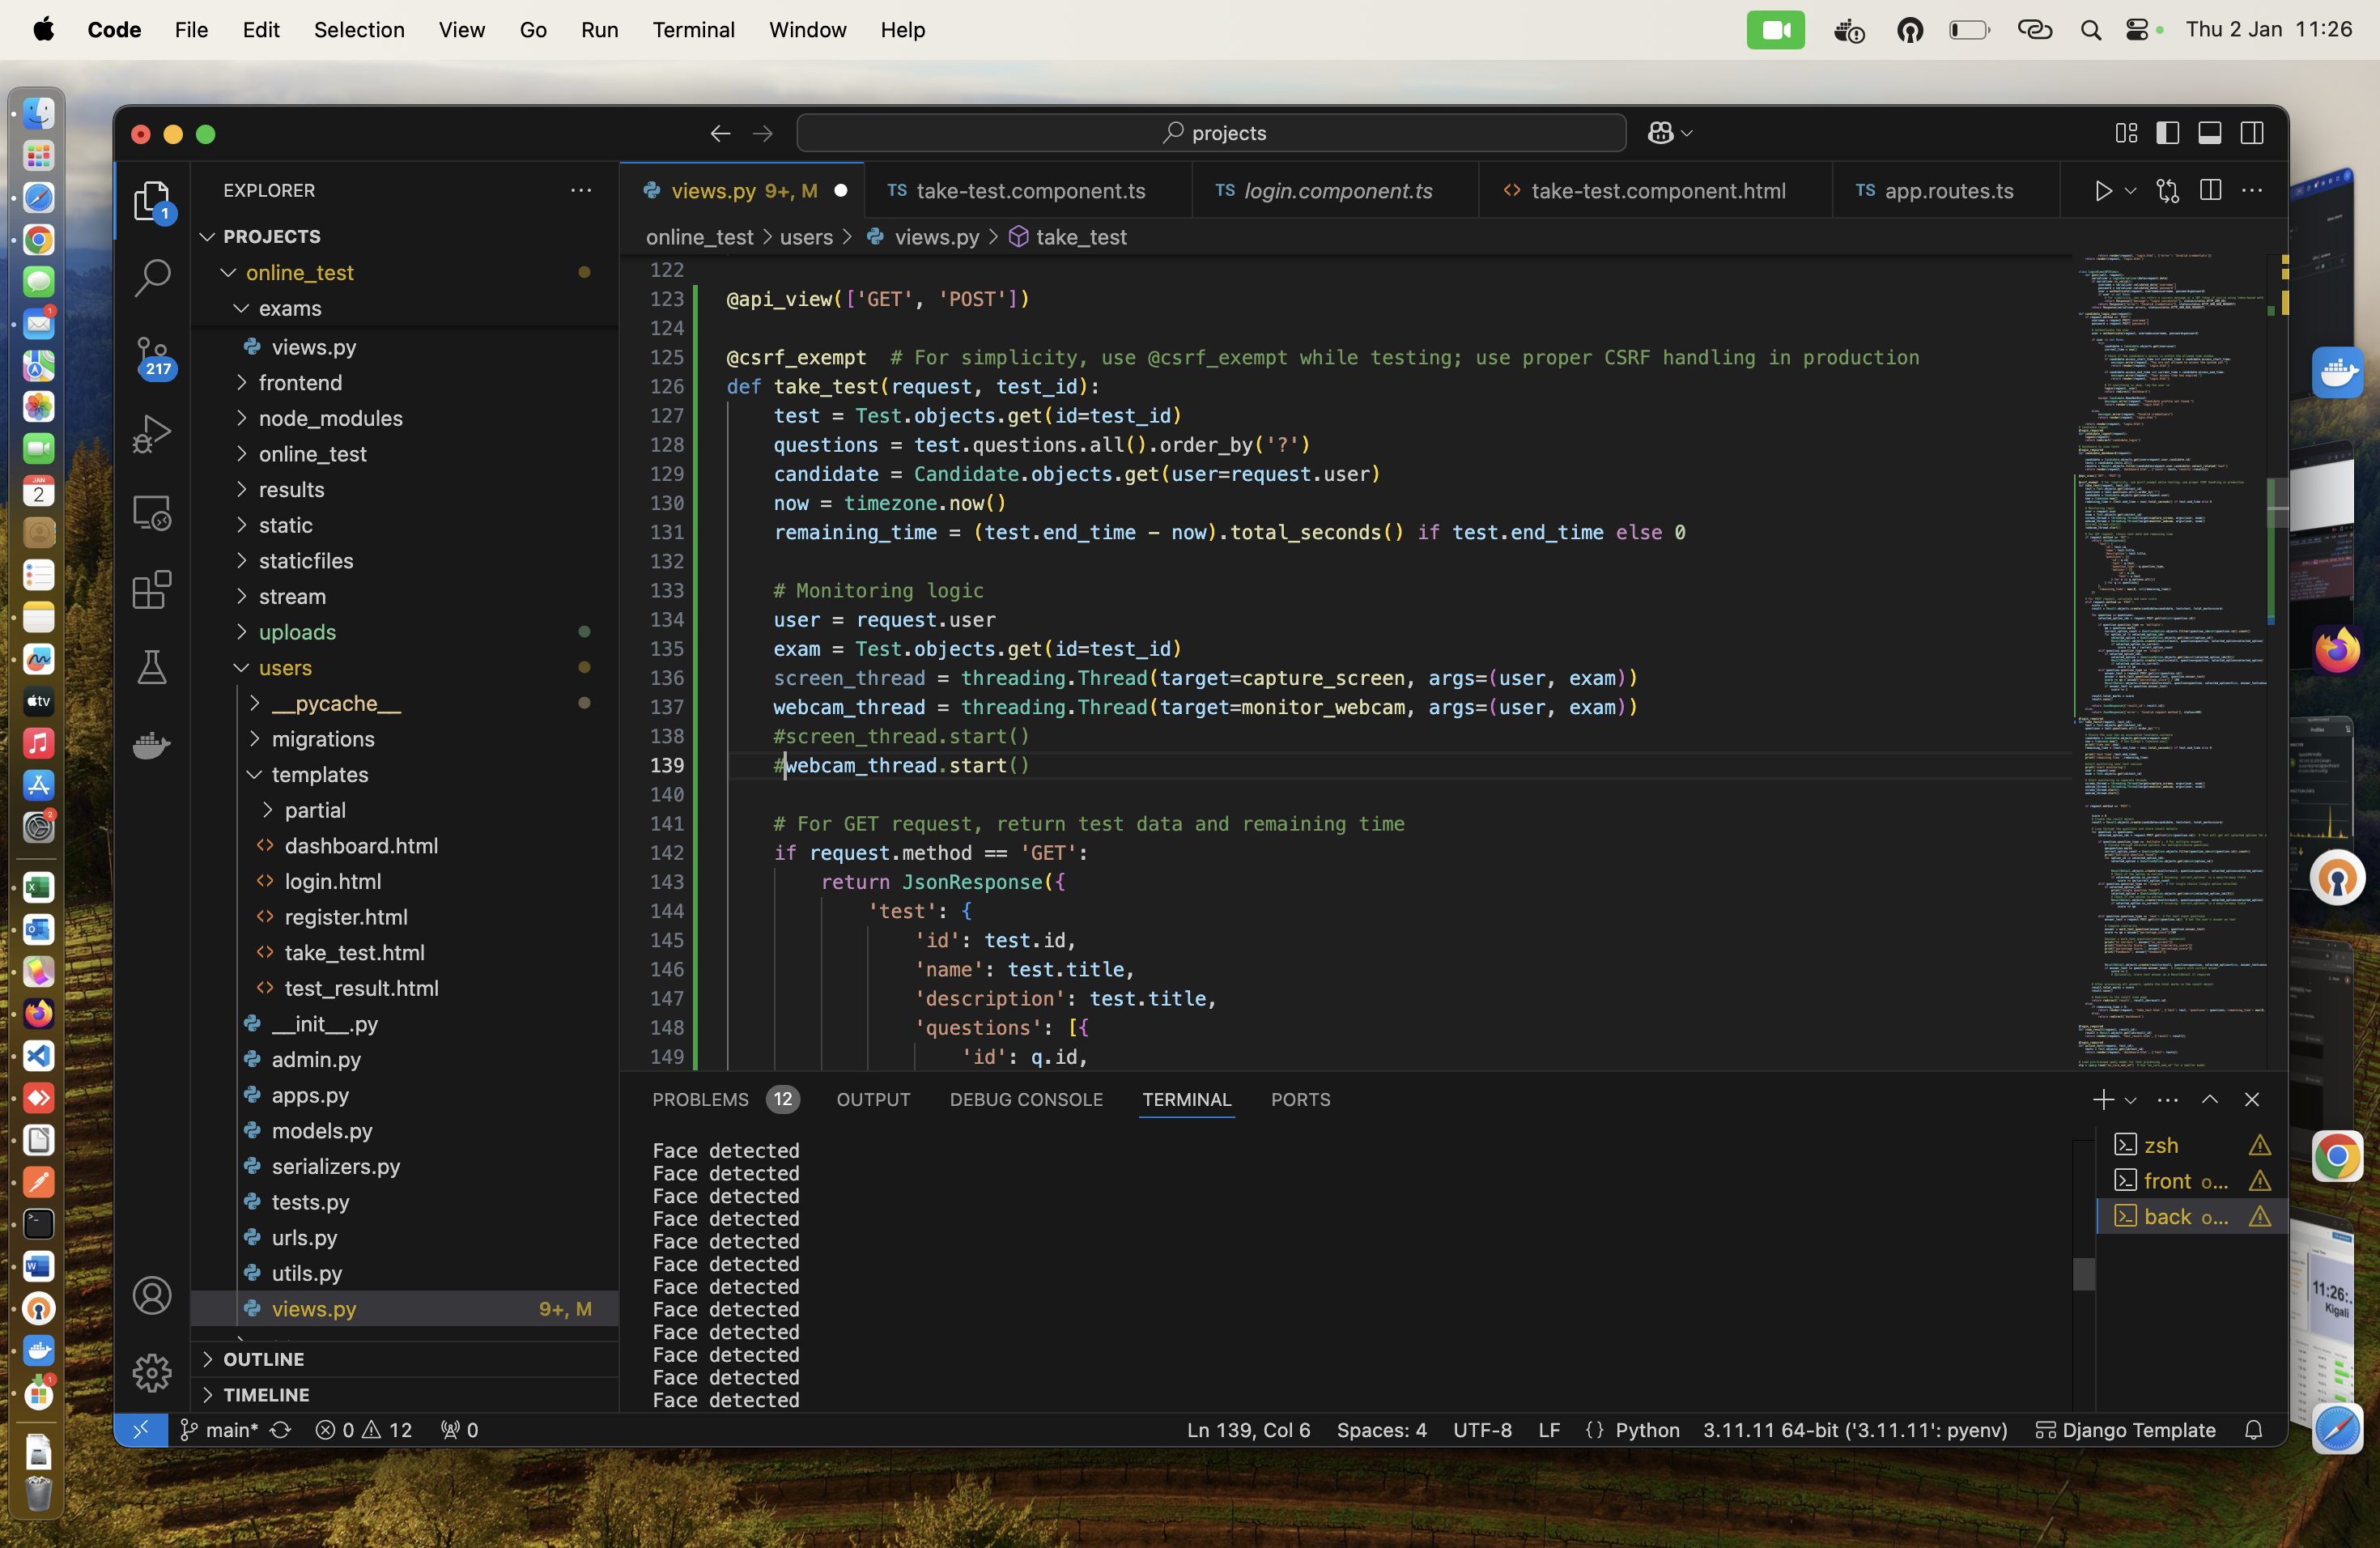 Code File Edit Selection View Go Run Terminal Window Help Thu 2 Jan 11:26
projects
EXPLORER
PROJECTS
online_test
exams
views.py
frontend
node_modules
online_test
results
static
staticfiles
stream
uploads
users
__pycache__
migrations
templates
partial
dashboard.html
login.html
register.html
take_test.html
test_result.html
__init__.py
admin.py
apps.py
models.py
serializers.py
tests.py
urls.py
utils.py
views.py 9+, M
OUTLINE
TIMELINE
1
217
views.py 9+, M TS take-test.component.ts TS login.component.ts take-test.component.html TS app.routes.ts
online_test > users > views.py > take_test
122
123 @api_view(['GET', 'POST'])
124
125 @csrf_exempt # For simplicity, use @csrf_exempt while testing; use proper CSRF handling in production
126 def take_test(request, test_id):
127 test = Test.objects.get(id=test_id)
128 questions = test.questions.all().order_by('?')
129 candidate = Candidate.objects.get(user=request.user)
130 now = timezone.now()
131 remaining_time = (test.end_time - now).total_seconds() if test.end_time else 0
132
133 # Monitoring logic
134 user = request.user
135 exam = Test.objects.get(id=test_id)
136 screen_thread = threading.Thread(target=capture_screen, args=(user, exam))
137 webcam_thread = threading.Thread(target=monitor_webcam, args=(user, exam))
138 #screen_thread.start()
139 #webcam_thread.start()
140
141 # For GET request, return test data and remaining time
142 if request.method == 'GET':
143 return JsonResponse({
144 'test': {
145 'id': test.id,
146 'name': test.title,
147 'description': test.title,
148 'questions': [{
149 'id': q.id,
PROBLEMS 12 OUTPUT DEBUG CONSOLE TERMINAL PORTS
Face detected
Face detected
Face detected
Face detected
Face detected
Face detected
Face detected
Face detected
Face detected
Face detected
Face detected
Face detected
zsh
front o...
back o...
main* 0 12 0 Ln 139, Col 6 Spaces: 4 UTF-8 LF {} Python 3.11.11 64-bit ('3.11.11': pyenv) Django Template
JAN
2
tv
11:26:
Kigali